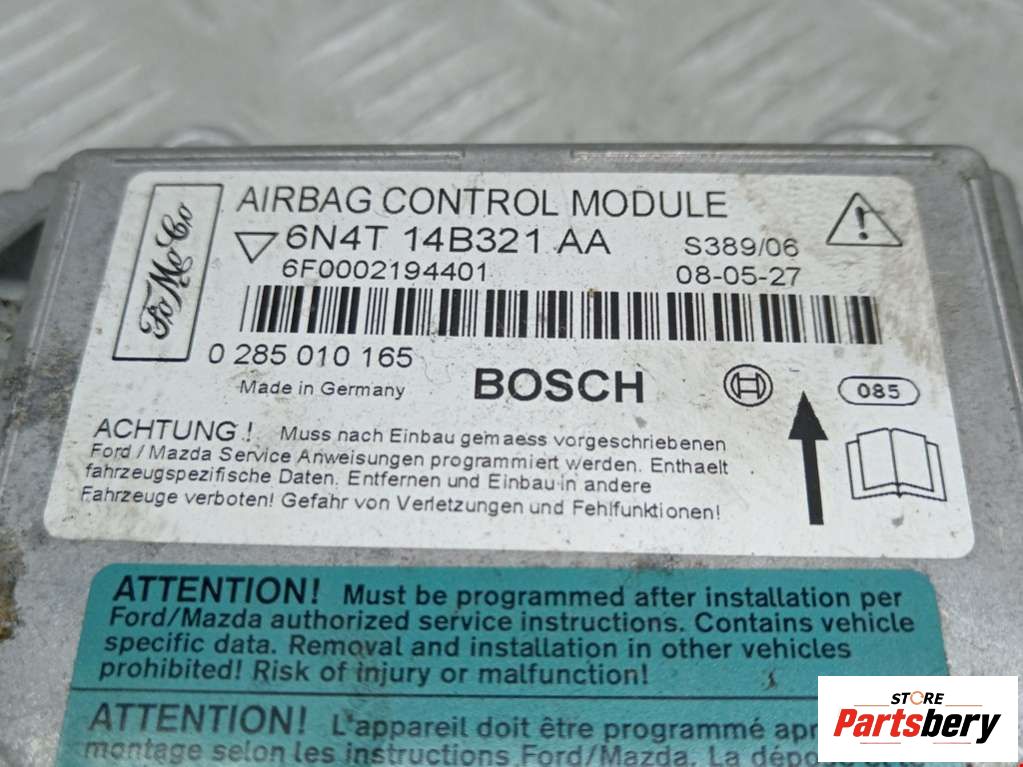 FoMoCo
AIRBAG CONTROL MODULE
6N4T 14B321 AA
S389/06
6F0002194401
08-05-27
0 285 010 165
Made in Germany
BOSCH
085
ACHTUNG! Muss nach Einbau gemaess vorgeschriebenen
Ford/Mazda Service Anweisungen programmiert werden. Enthaelt
fahrzeugspezifische Daten. Entfernen und Einbau in andere
Fahrzeuge verboten! Gefahr von Verletzungen und Fehlfunktionen!
ATTENTION! Must be programmed after installation per
Ford/Mazda authorized service instructions. Contains vehicle
specific data. Removal and installation in other vehicles
prohibited! Risk of injury or malfunction!
ATTENTION! L'appareil doit être programmé
montage selon les instructions Ford/Mazda. La
STORE
Partsbery